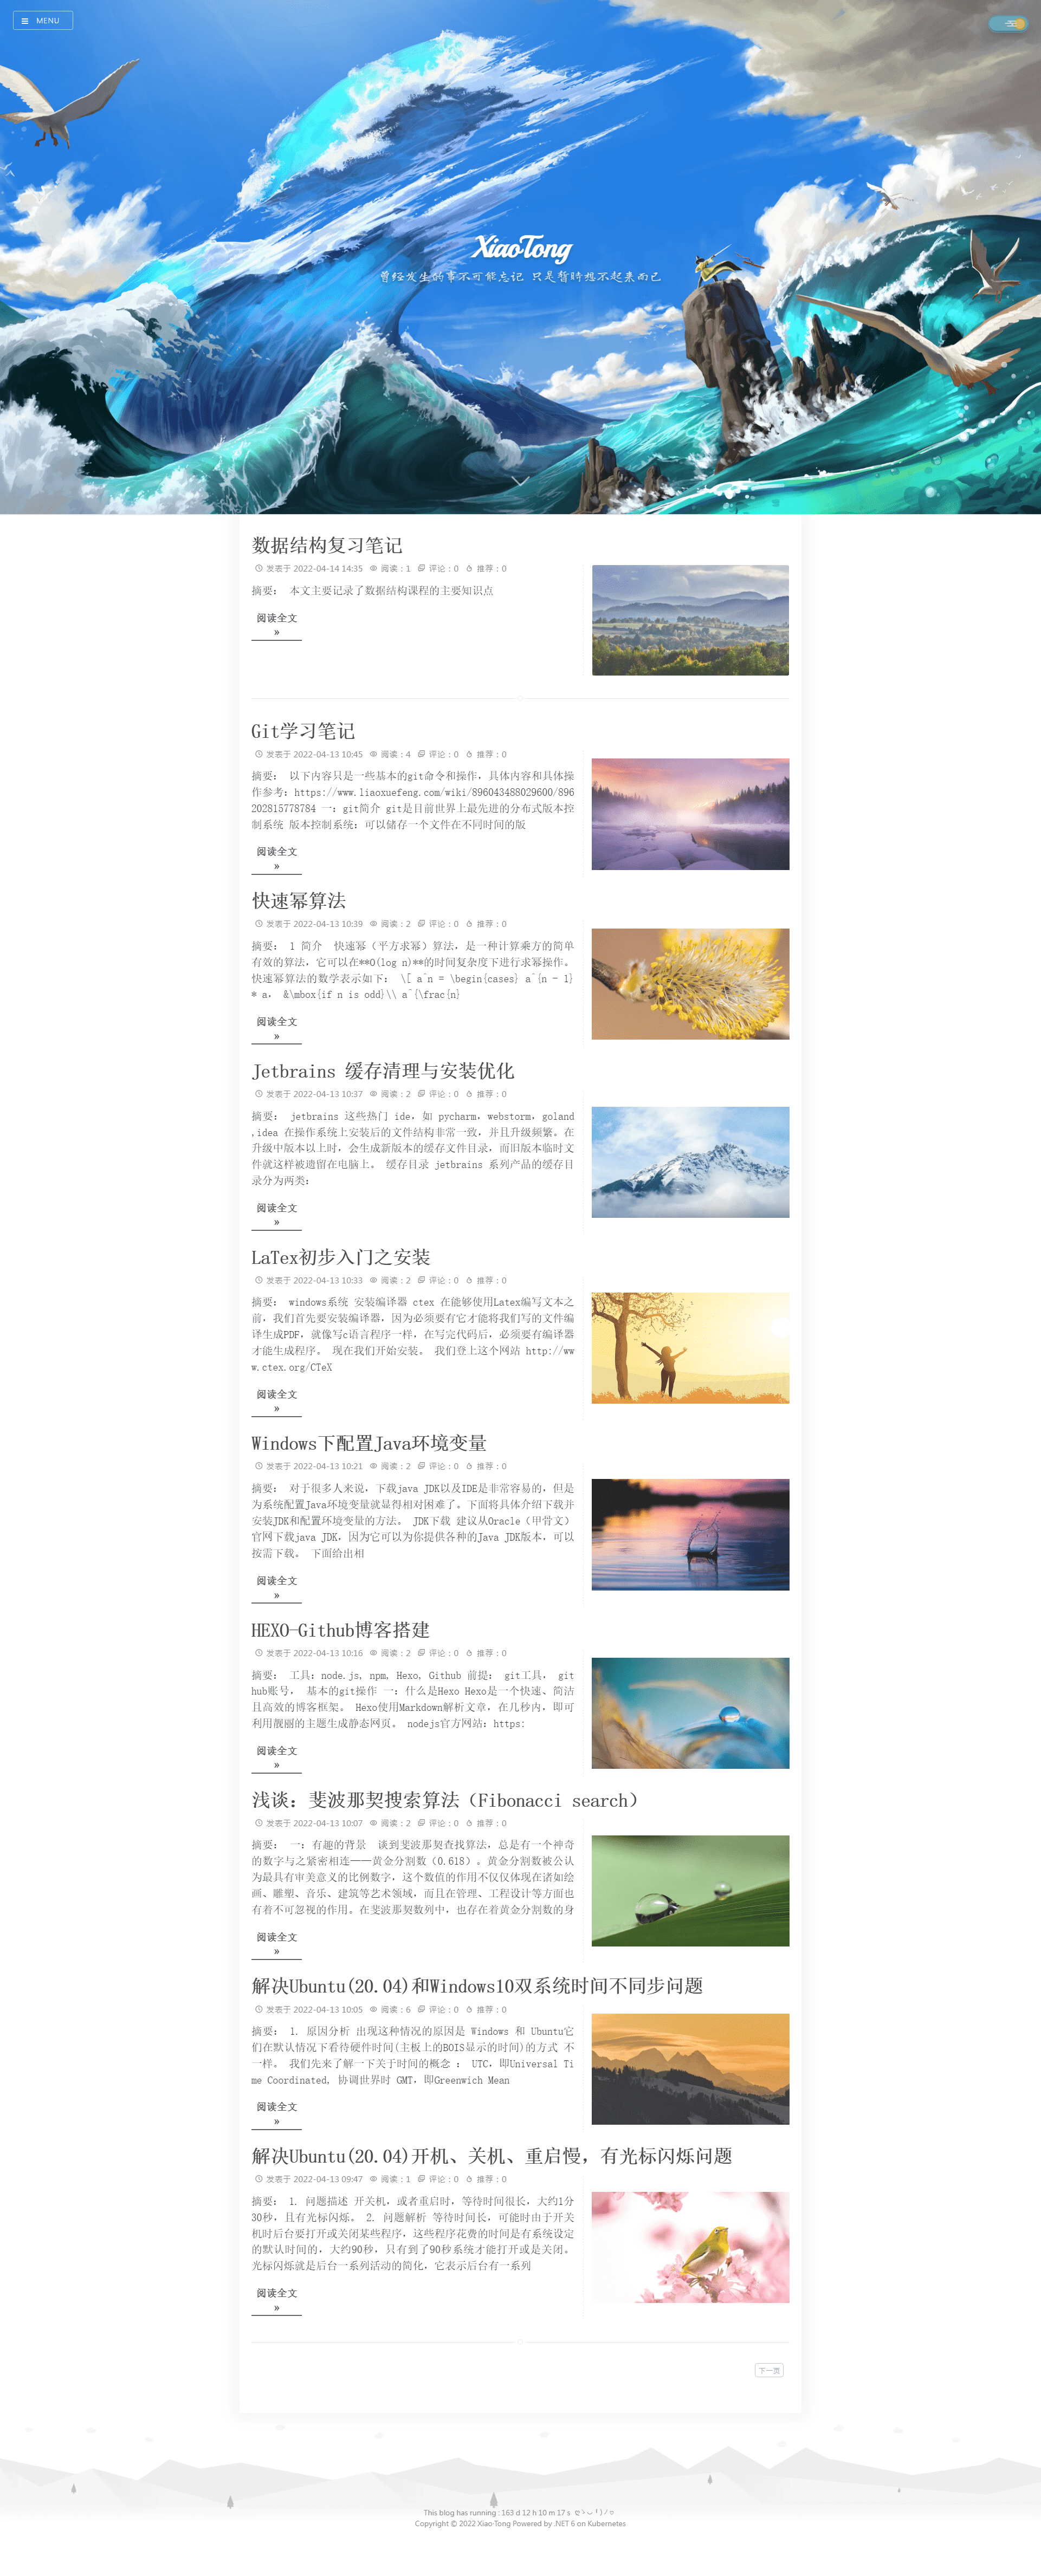 MENU
XiaoTong
曾经发生的事不可能忘记 只是暂时想不起来而已
数据结构复习笔记
发表于 2022-04-14 14:35 阅读：1 评论：0 推荐：0
摘要： 本文主要记录了数据结构课程的主要知识点
阅读全文
»
Git学习笔记
发表于 2022-04-13 10:45 阅读：4 评论：0 推荐：0
摘要： 以下内容只是一些基本的git命令和操作，具体内容和具体操
作参考：https://www.liaoxuefeng.com/wiki/896043488029600/896
202815778784 一：git简介 git是目前世界上最先进的分布式版本控
制系统 版本控制系统：可以储存一个文件在不同时间的版
阅读全文
»
快速幂算法
发表于 2022-04-13 10:39 阅读：2 评论：0 推荐：0
摘要： 1 简介 快速幂（平方求幂）算法，是一种计算乘方的简单
有效的算法，它可以在**O(log n)**的时间复杂度下进行求幂操作。
快速幂算法的数学表示如下： \[ a^n = \begin{cases} a^{n - 1}
* a, &\mbox{if n is odd}\\ a^{\frac{n}
阅读全文
»
Jetbrains 缓存清理与安装优化
发表于 2022-04-13 10:37 阅读：2 评论：0 推荐：0
摘要： jetbrains 这些热门 ide，如 pycharm，webstorm，goland
,idea 在操作系统上安装后的文件结构非常一致，并且升级频繁。在
升级中版本以上时，会生成新版本的缓存文件目录，而旧版本临时文
件就这样被遗留在电脑上。 缓存目录 jetbrains 系列产品的缓存目
录分为两类：
阅读全文
»
LaTex初步入门之安装
发表于 2022-04-13 10:33 阅读：2 评论：0 推荐：0
摘要： windows系统 安装编译器 ctex 在能够使用Latex编写文本之
前，我们首先要安装编译器，因为必须要有它才能将我们写的文件编
译生成PDF，就像写c语言程序一样，在写完代码后，必须要有编译器
才能生成程序。 现在我们开始安装。 我们登上这个网站 http://ww
w.ctex.org/CTeX
阅读全文
»
Windows下配置Java环境变量
发表于 2022-04-13 10:21 阅读：2 评论：0 推荐：0
摘要： 对于很多人来说，下载java JDK以及IDE是非常容易的，但是
为系统配置Java环境变量就显得相对困难了。下面将具体介绍下载并
安装JDK和配置环境变量的方法。 JDK下载 建议从Oracle（甲骨文）
官网下载java JDK，因为它可以为你提供各种的Java JDK版本，可以
按需下载。 下面给出相
阅读全文
»
HEXO-Github博客搭建
发表于 2022-04-13 10:16 阅读：2 评论：0 推荐：0
摘要： 工具：node.js, npm, Hexo, Github 前提： git工具， git
hub账号， 基本的git操作 一：什么是Hexo Hexo是一个快速、简洁
且高效的博客框架。 Hexo使用Markdown解析文章，在几秒内，即可
利用靓丽的主题生成静态网页。 nodejs官方网站：https:
阅读全文
»
浅谈：斐波那契搜索算法（Fibonacci search）
发表于 2022-04-13 10:07 阅读：2 评论：0 推荐：0
摘要： 一：有趣的背景 谈到斐波那契查找算法，总是有一个神奇
的数字与之紧密相连——黄金分割数（0.618）。黄金分割数被公认
为最具有审美意义的比例数字，这个数值的作用不仅仅体现在诸如绘
画、雕塑、音乐、建筑等艺术领域，而且在管理、工程设计等方面也
有着不可忽视的作用。在斐波那契数列中，也存在着黄金分割数的身
阅读全文
»
解决Ubuntu(20.04)和Windows10双系统时间不同步问题
发表于 2022-04-13 10:05 阅读：6 评论：0 推荐：0
摘要： 1. 原因分析 出现这种情况的原因是 Windows 和 Ubuntu它
们在默认情况下看待硬件时间(主板上的BOIS显示的时间)的方式 不
一样。 我们先来了解一下关于时间的概念 ： UTC，即Universal Ti
me Coordinated, 协调世界时 GMT，即Greenwich Mean
阅读全文
»
解决Ubuntu(20.04)开机、关机、重启慢，有光标闪烁问题
发表于 2022-04-13 09:47 阅读：1 评论：0 推荐：0
摘要： 1. 问题描述 开关机，或者重启时，等待时间很长，大约1分
30秒，且有光标闪烁。 2. 问题解析 等待时间长，可能时由于开关
机时后台要打开或关闭某些程序，这些程序花费的时间是有系统设定
的默认时间的，大约90秒，只有到了90秒系统才能打开或是关闭。
光标闪烁就是后台一系列活动的简化，它表示后台有一系列
阅读全文
»
下一页
This blog has running : 163 d 12 h 10 m 17 s
Copyright © 2022 Xiao·Tong Powered by .NET 6 on Kubernetes